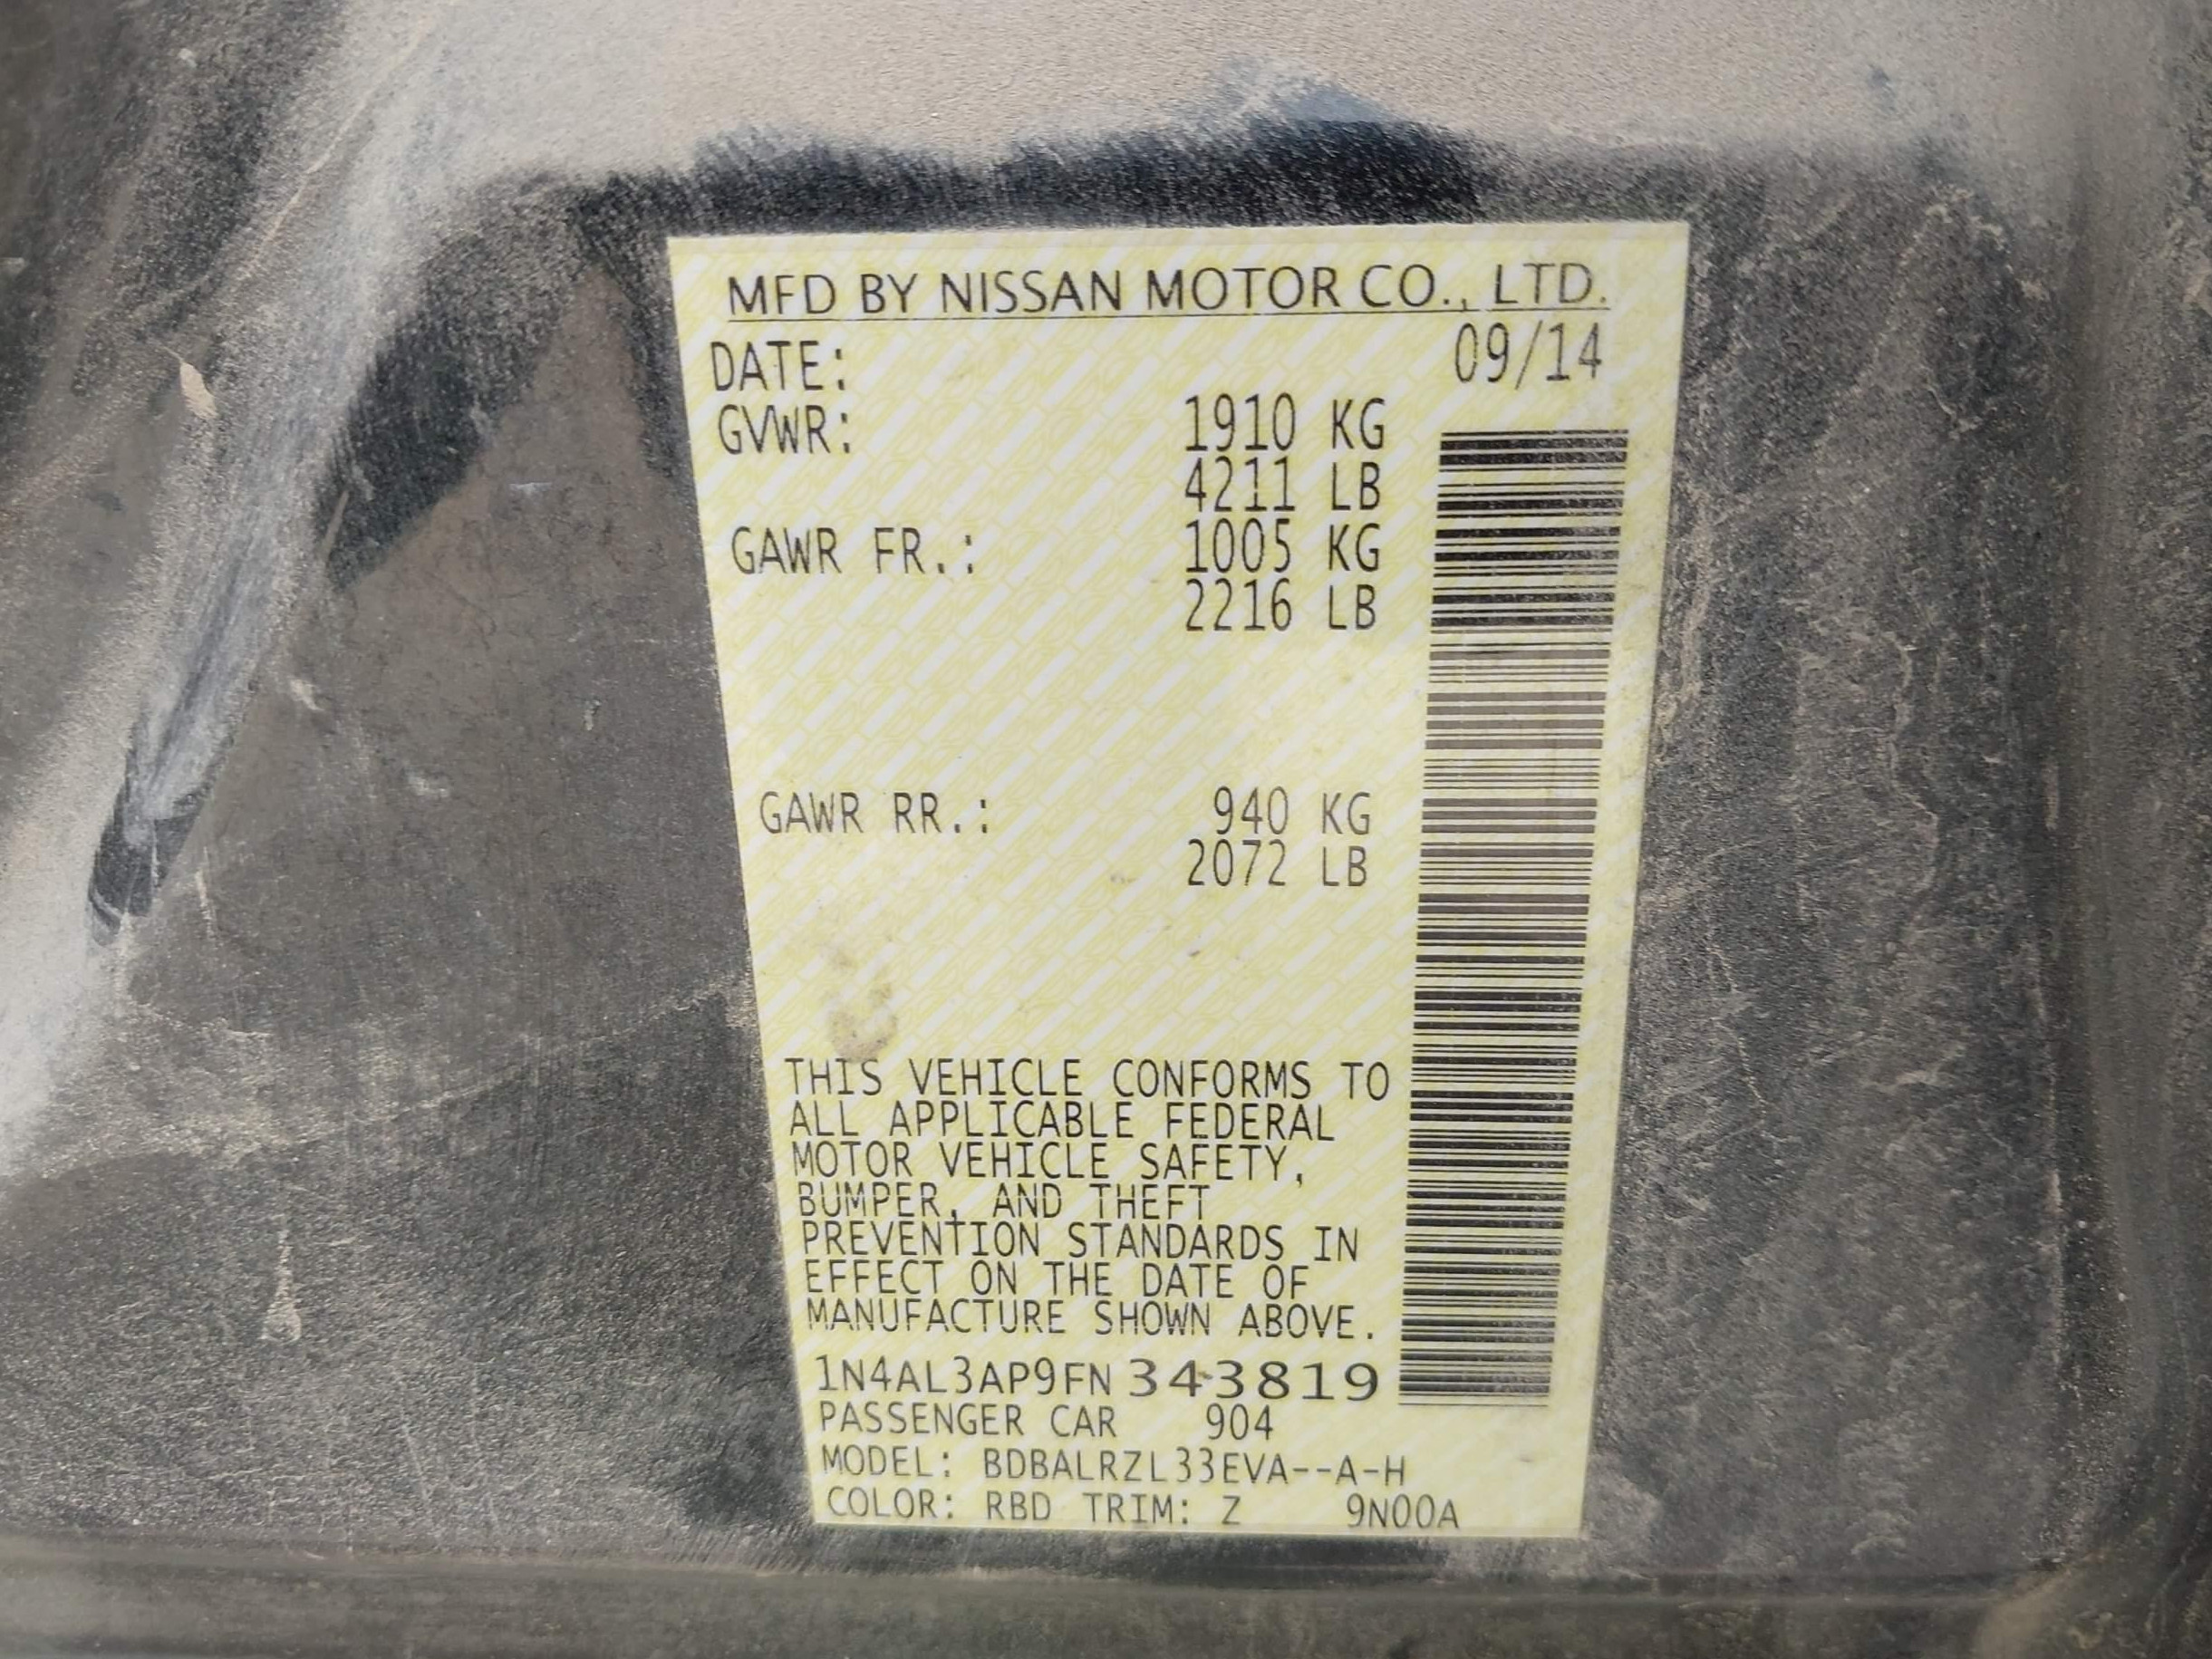 MFD BY NISSAN MOTOR CO., LTD.
DATE: 09/14
GVWR: 1910 KG
4211 LB
GAWR FR.: 1005 KG
2216 LB
GAWR RR.: 940 KG
2072 LB
THIS VEHICLE CONFORMS TO
ALL APPLICABLE FEDERAL
MOTOR VEHICLE SAFETY,
BUMPER, AND THEFT
PREVENTION STANDARDS IN
EFFECT ON THE DATE OF
MANUFACTURE SHOWN ABOVE.
1N4AL3AP9FN 343819
PASSENGER CAR 904
MODEL: BDBALRZL33EVA--A-H
COLOR: RBD TRIM: Z 9N00A